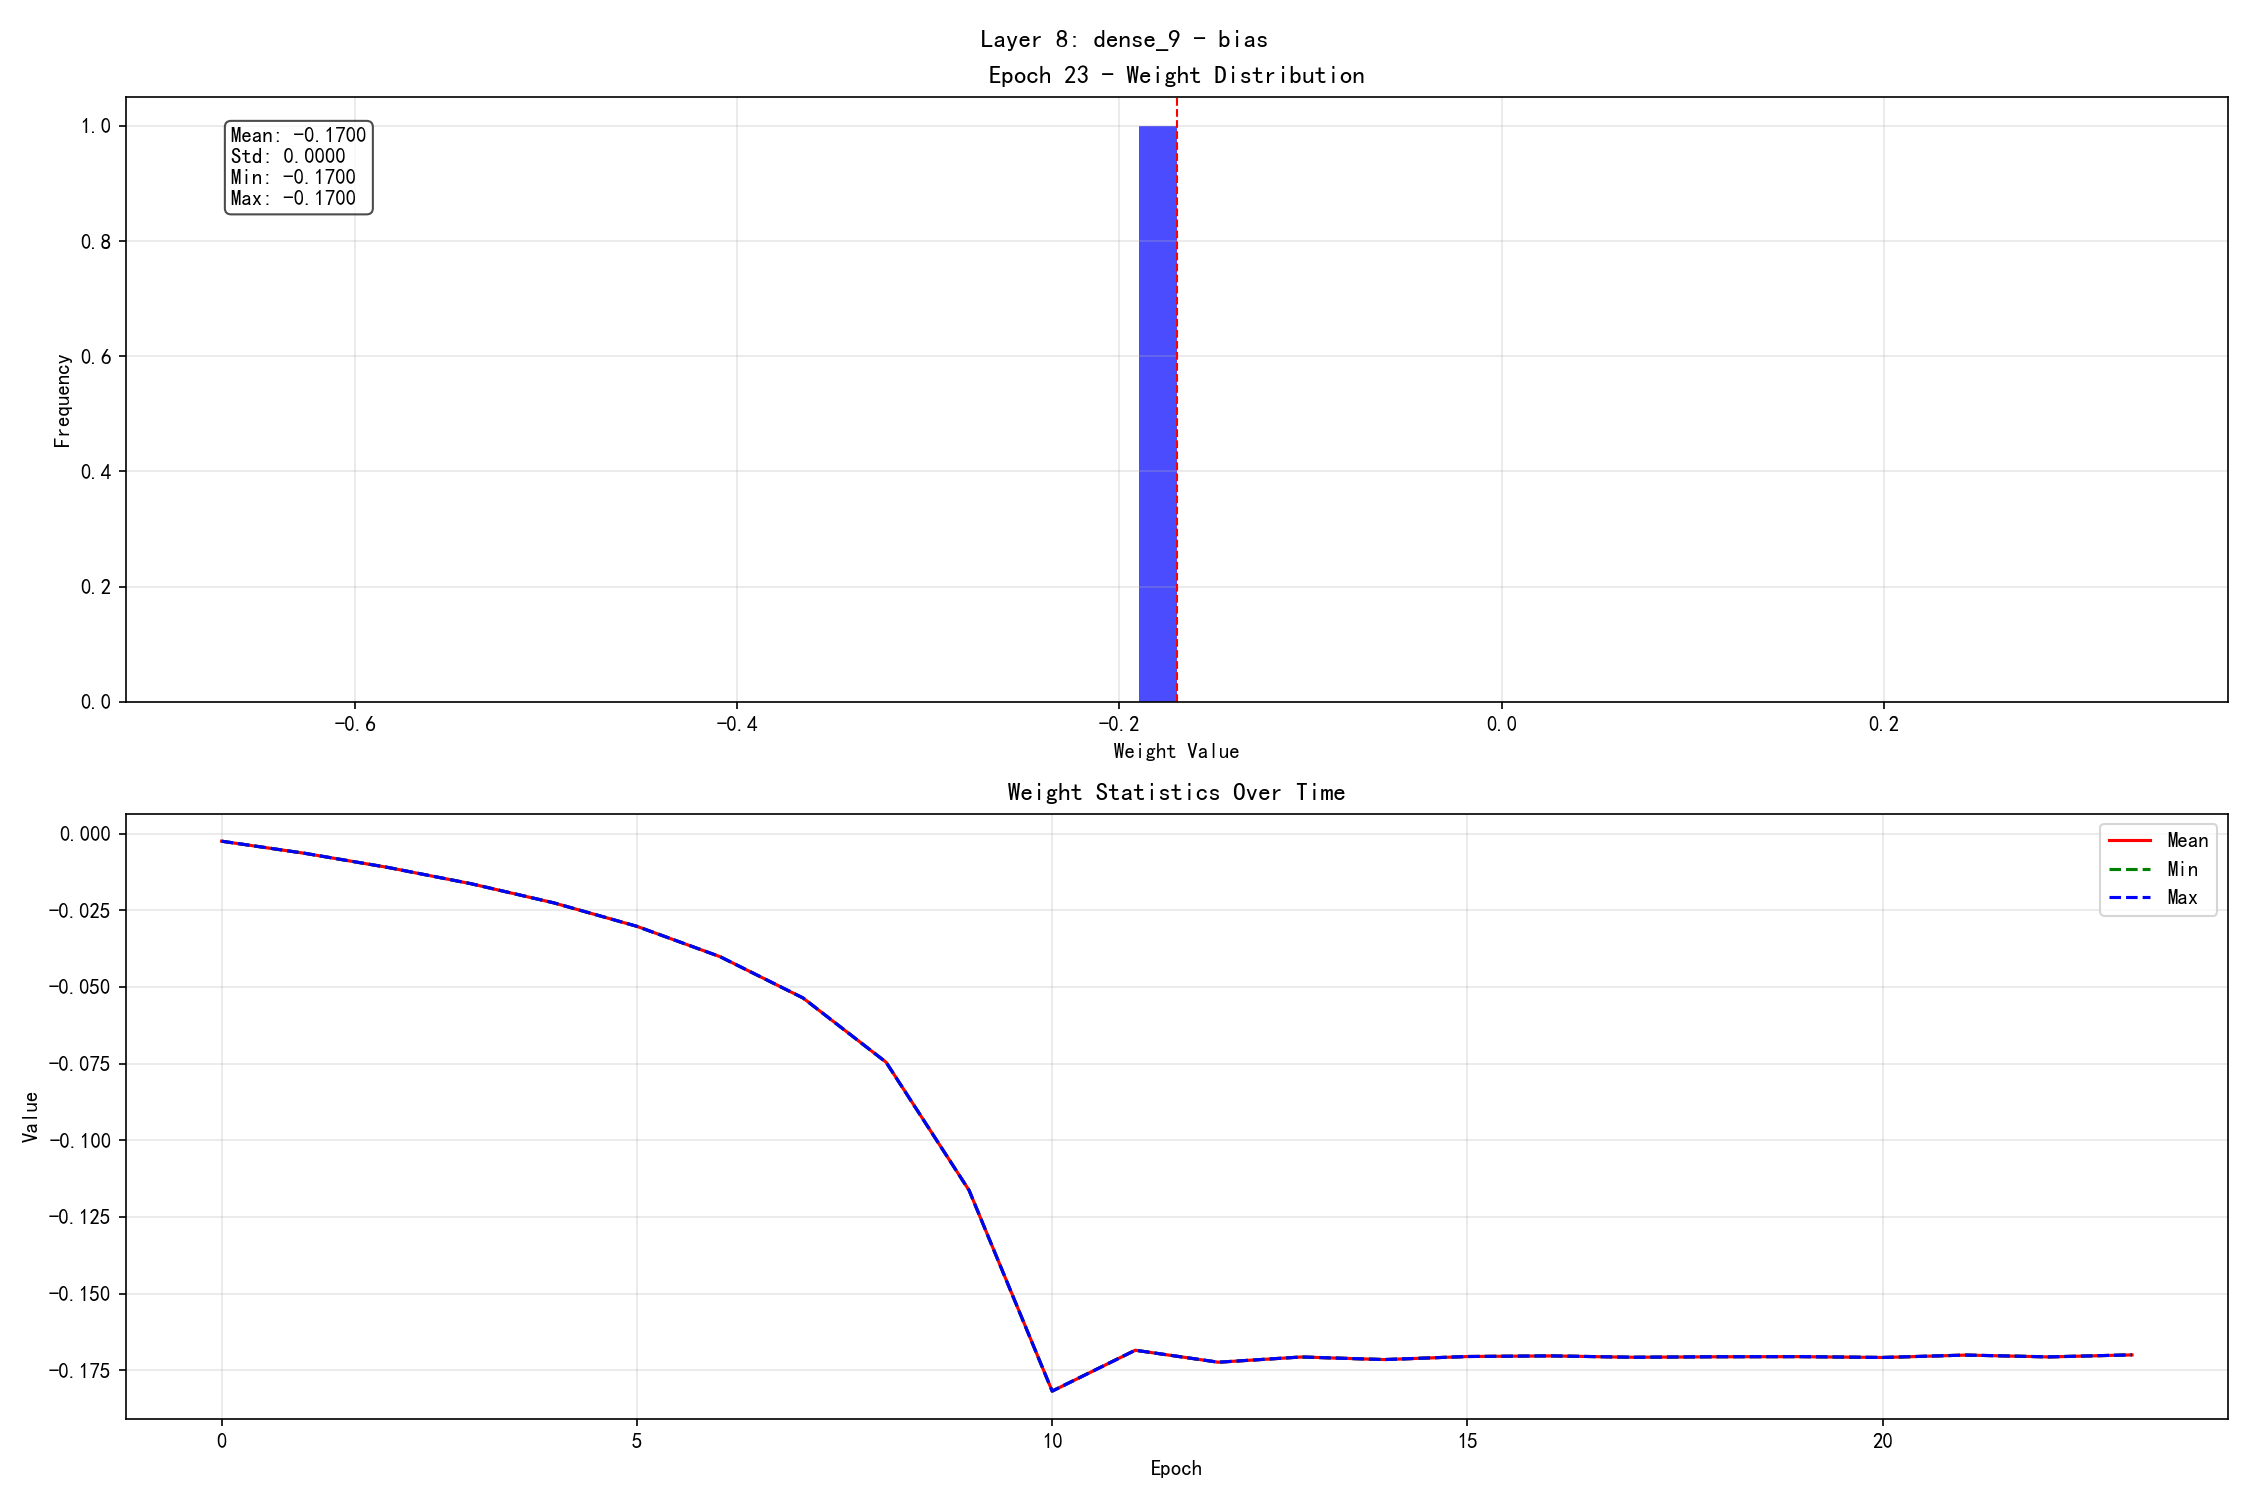 Layer 8: dense_9 - bias
Epoch 23 - Weight Distribution
Mean: -0.1700
Std: 0.0000
Min: -0.1700
Max: -0.1700
1.0
0.8
0.6
0.4
0.2
0.0
Frequency
-0.6 -0.4 -0.2 0.0 0.2
Weight Value
Weight Statistics Over Time
Mean
Min
Max
0.000
-0.025
-0.050
-0.075
-0.100
-0.125
-0.150
-0.175
Value
0 5 10 15 20
Epoch